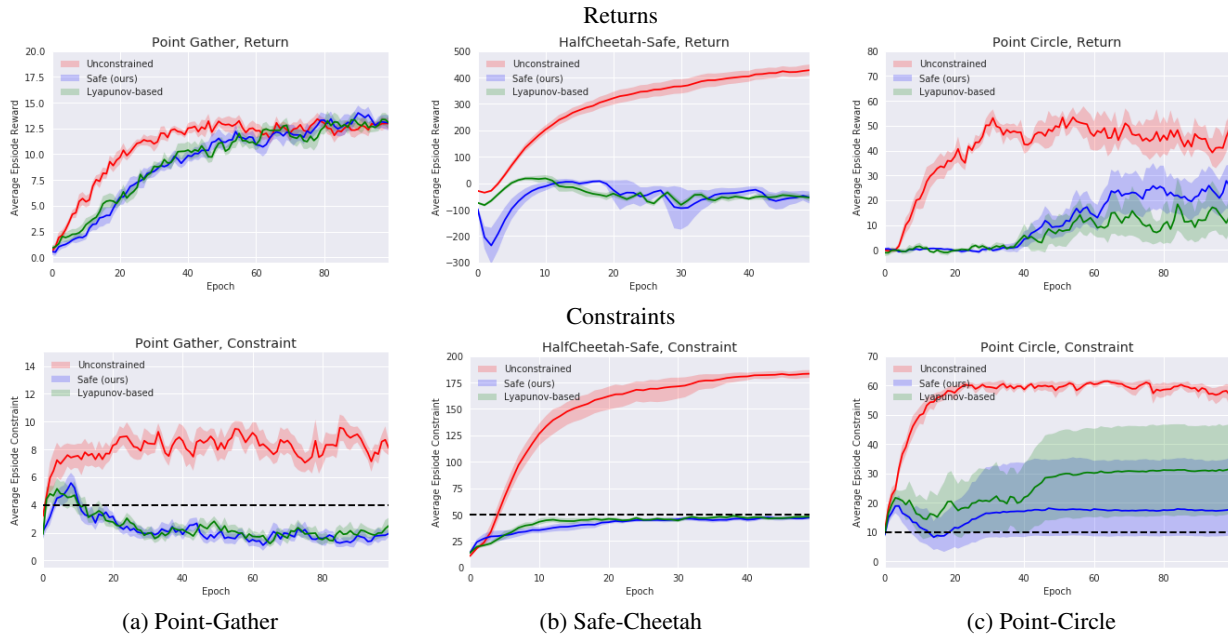 Returns
Point Gather, Return
Unconstrained
Safe (ours)
Lyapunov-based
Average Epsiode Reward
20.0
17.5
15.0
12.5
10.0
7.5
5.0
2.5
0.0
0 20 40 60 80
Epoch
HalfCheetah-Safe, Return
Unconstrained
Safe (ours)
Lyapunov-based
Average Epsiode Reward
500
400
300
200
100
0
−100
−200
−300
0 10 20 30 40
Epoch
Point Circle, Return
Unconstrained
Safe (ours)
Lyapunov-based
Average Epsiode Reward
80
70
60
50
40
30
20
10
0
0 20 40 60 80
Epoch
Constraints
Point Gather, Constraint
Unconstrained
Safe (ours)
Lyapunov-based
Average Epsiode Constraint
14
12
10
8
6
4
2
0
0 20 40 60 80
Epoch
HalfCheetah-Safe, Constraint
Unconstrained
Safe (ours)
Lyapunov-based
Average Epsiode Constraint
200
175
150
125
100
75
50
25
0
0 10 20 30 40
Epoch
Point Circle, Constraint
Unconstrained
Safe (ours)
Lyapunov-based
Average Epsiode Constraint
70
60
50
40
30
20
10
0
0 20 40 60 80
Epoch
(a) Point-Gather
(b) Safe-Cheetah
(c) Point-Circle